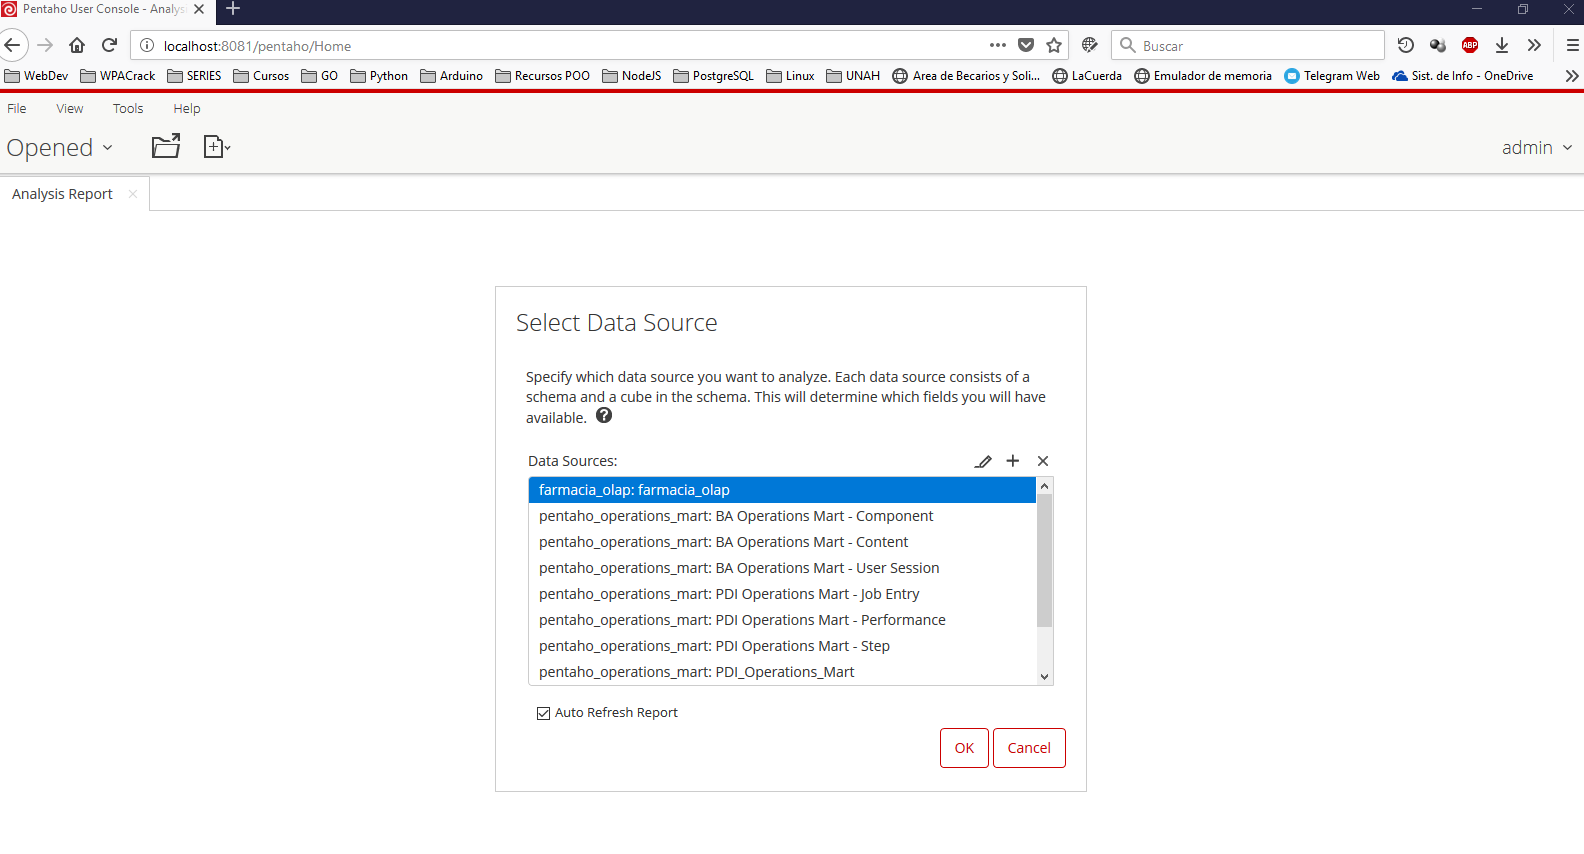 Pentaho User Console - Analys
localhost:8081/pentaho/Home
Buscar
ABP
WebDev WPACrack SERIES Cursos GO Python Arduino Recursos POO NodeJS PostgreSQL Linux UNAH Area de Becarios y Soli... LaCuerda Emulador de memoria Telegram Web Sist. de Info - OneDrive
File View Tools Help
Opened
admin
Analysis Report
Select Data Source
Specify which data source you want to analyze. Each data source consists of a
schema and a cube in the schema. This will determine which fields you will have
available.
Data Sources:
farmacia_olap: farmacia_olap
pentaho_operations_mart: BA Operations Mart - Component
pentaho_operations_mart: BA Operations Mart - Content
pentaho_operations_mart: BA Operations Mart - User Session
pentaho_operations_mart: PDI Operations Mart - Job Entry
pentaho_operations_mart: PDI Operations Mart - Performance
pentaho_operations_mart: PDI Operations Mart - Step
pentaho_operations_mart: PDI_Operations_Mart
Auto Refresh Report
OK Cancel